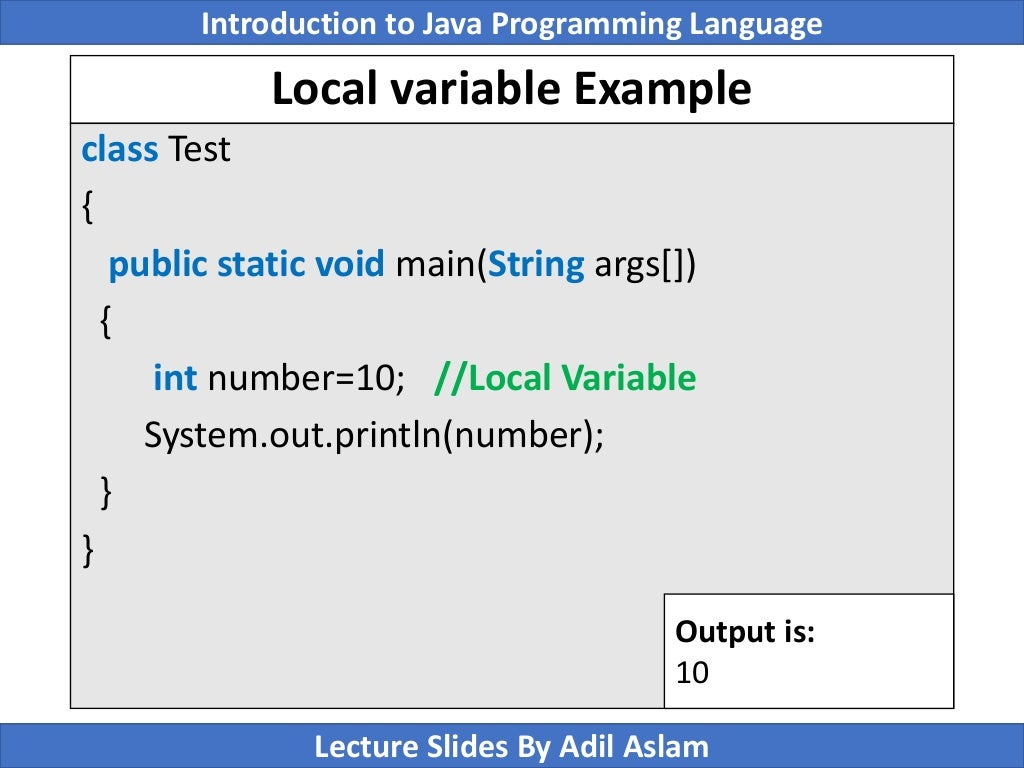 Introduction to Java Programming Language
Local variable Example
class Test
{
public static void main(String args[])
{
int number=10; //Local Variable
System.out.println(number);
}
}
Output is:
10
Lecture Slides By Adil Aslam